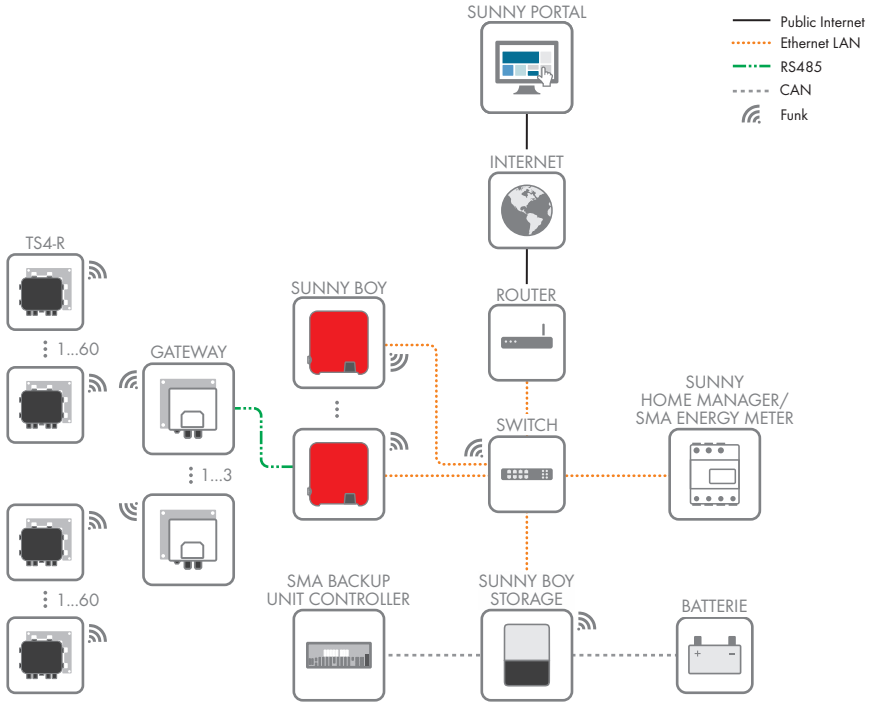 SUNNY PORTAL
Public Internet
Ethernet LAN
RS485
CAN
Funk
INTERNET
TS4-R
SUNNY BOY
ROUTER
1...60
GATEWAY
SUNNY
HOME MANAGER/
SMA ENERGY METER
SWITCH
1...3
SMA BACKUP
UNIT CONTROLLER
SUNNY BOY
STORAGE
BATTERIE
1...60